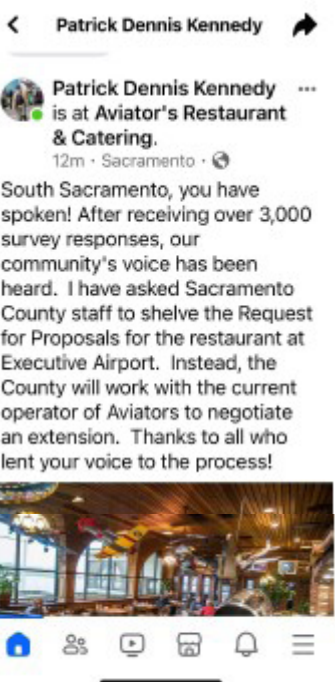 Patrick Dennis Kennedy
Patrick Dennis Kennedy
is at Aviator's Restaurant
& Catering.
12m · Sacramento ·
South Sacramento, you have
spoken! After receiving over 3,000
survey responses, our
community's voice has been
heard.  I have asked Sacramento
County staff to shelve the Request
for Proposals for the restaurant at
Executive Airport.  Instead, the
County will work with the current
operator of Aviators to negotiate
an extension.  Thanks to all who
lent your voice to the process!